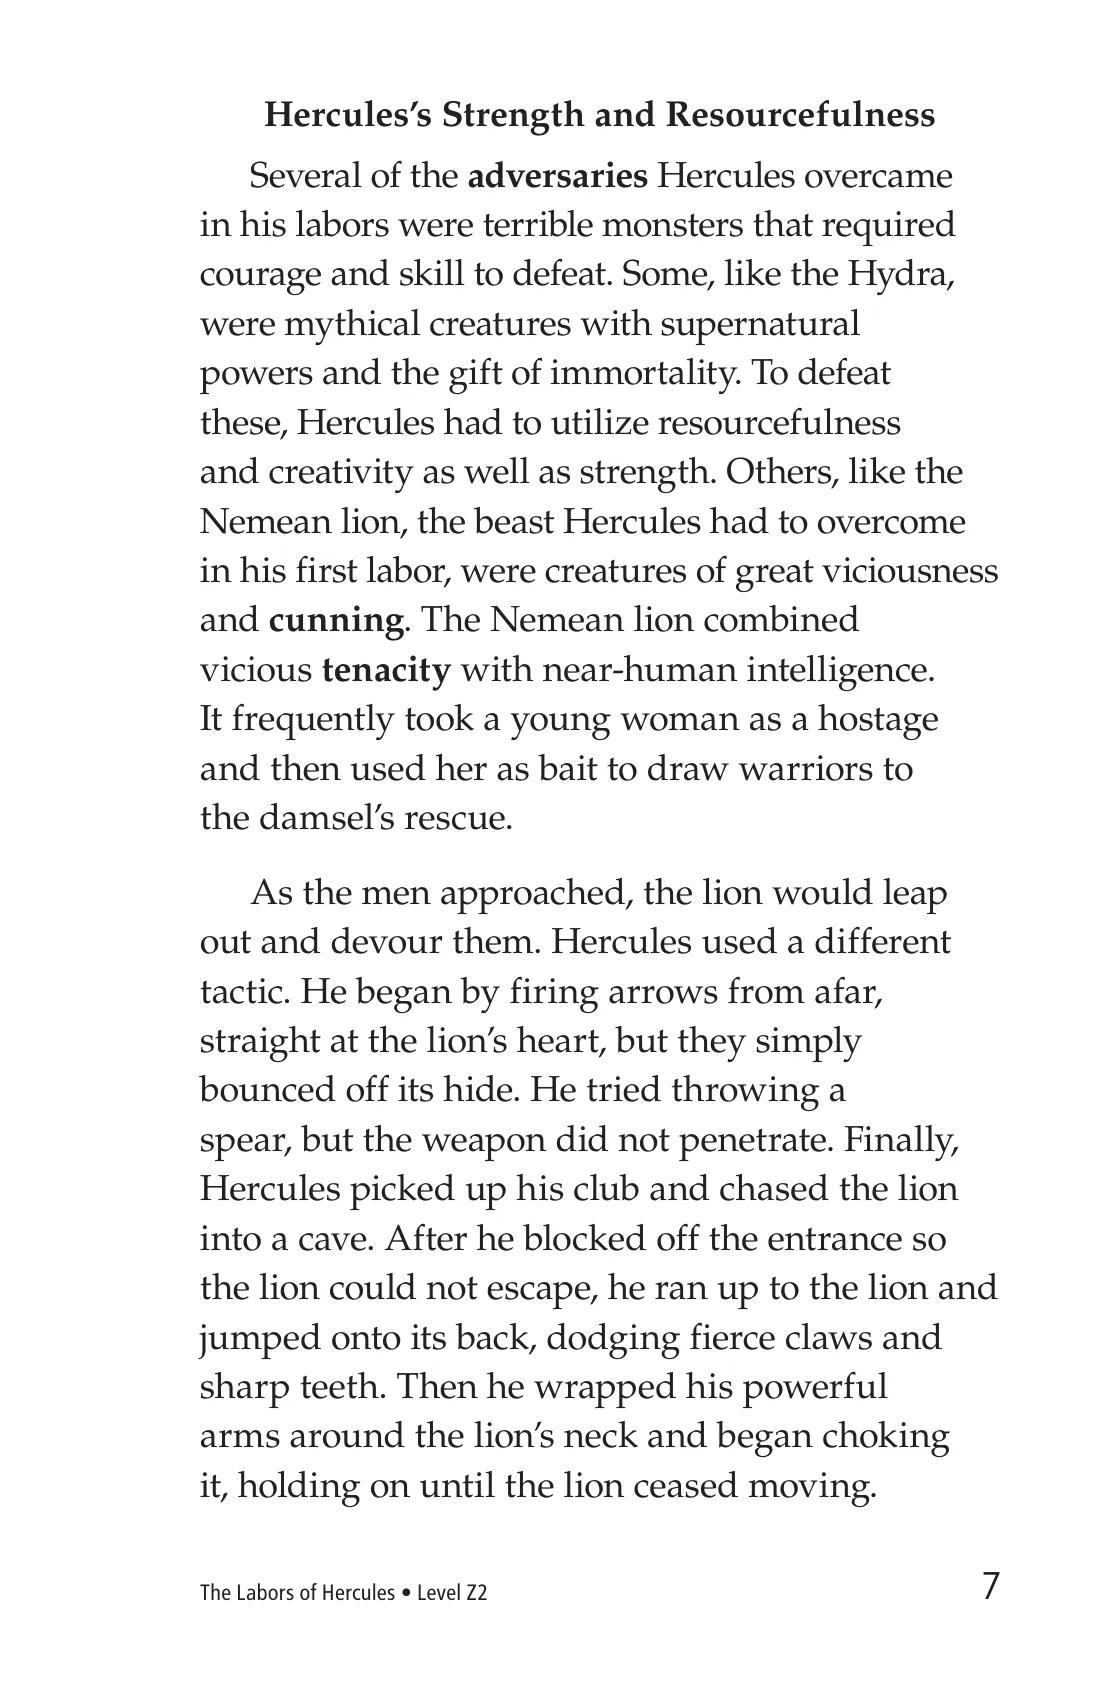 Hercules’s Strength and Resourcefulness
Several of the adversaries Hercules overcame
in his labors were terrible monsters that required
courage and skill to defeat. Some, like the Hydra,
were mythical creatures with supernatural
powers and the gift of immortality. To defeat
these, Hercules had to utilize resourcefulness
and creativity as well as strength. Others, like the
Nemean lion, the beast Hercules had to overcome
in his first labor, were creatures of great viciousness
and cunning. The Nemean lion combined
vicious tenacity with near-human intelligence.
It frequently took a young woman as a hostage
and then used her as bait to draw warriors to
the damsel’s rescue.
As the men approached, the lion would leap
out and devour them. Hercules used a different
tactic. He began by firing arrows from afar,
straight at the lion’s heart, but they simply
bounced off its hide. He tried throwing a
spear, but the weapon did not penetrate. Finally,
Hercules picked up his club and chased the lion
into a cave. After he blocked off the entrance so
the lion could not escape, he ran up to the lion and
jumped onto its back, dodging fierce claws and
sharp teeth. Then he wrapped his powerful
arms around the lion’s neck and began choking
it, holding on until the lion ceased moving.
The Labors of Hercules • Level Z2
7